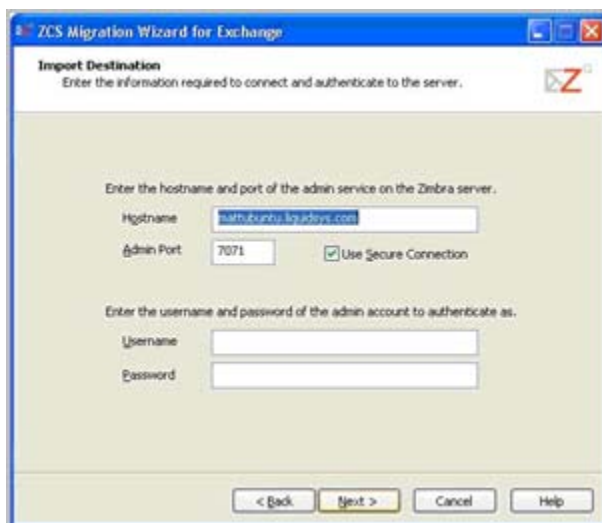 ZCS Migration Wizard for Exchange
Import Destination
Enter the information required to connect and authenticate to the server.
Z
Enter the hostname and port of the admin service on the Zimbra server.
Hostname
mattubuntu.liquidsys.com
Admin Port
7071
Use Secure Connection
Enter the username and password of the admin account to authenticate as.
Username
Password
< Back
Next >
Cancel
Help